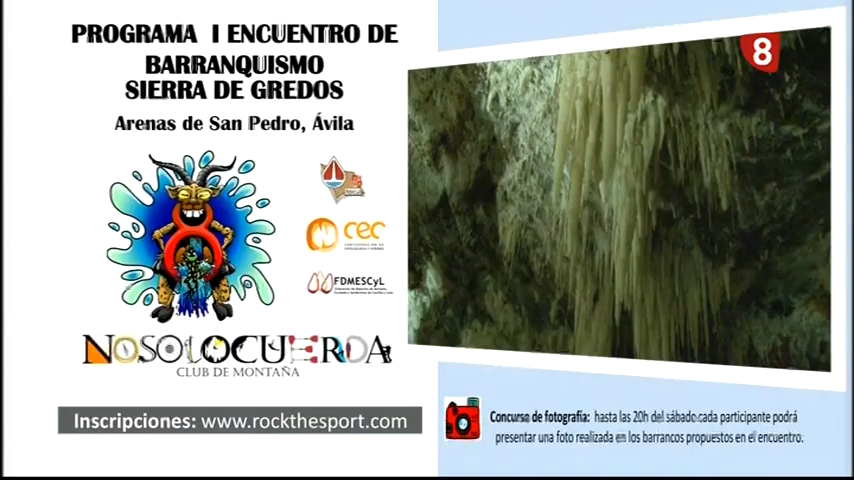 PROGRAMA I ENCUENTRO DE
BARRANQUISMO
SIERRA DE GREDOS
Arenas de San Pedro, Ávila
cec
FDMESCyL
NOSOLOCUERDA
CLUB DE MONTAÑA
Inscripciones: www.rockthesport.com
8
Concurso de fotografía: hasta las 20h del sábado cada participante podrá
presentar una foto realizada en los barrancos propuestos en el encuentro.